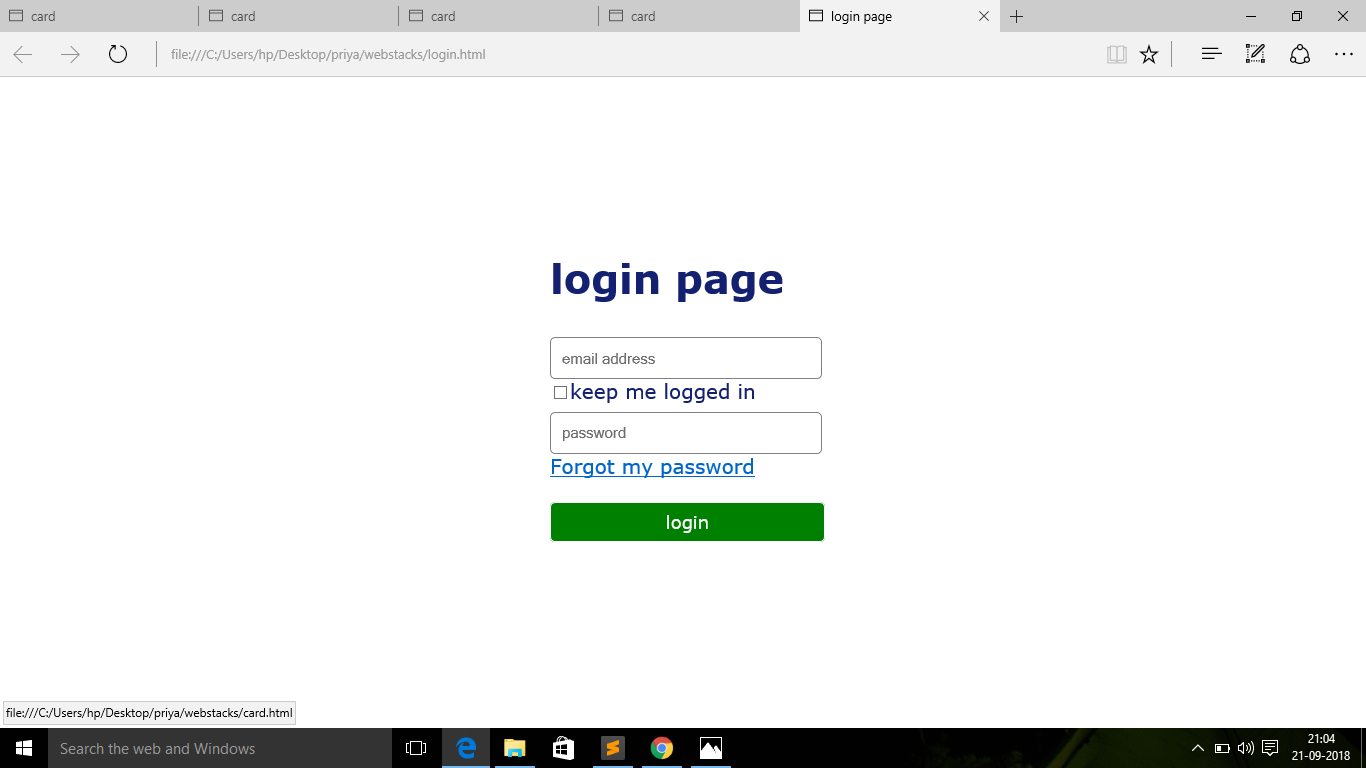 card card card card login page
file:///C:/Users/hp/Desktop/priya/webstacks/login.html
login page
email address
keep me logged in
password
Forgot my password
login
file:///C:/Users/hp/Desktop/priya/webstacks/card.html
Search the web and Windows
21:04
21-09-2018